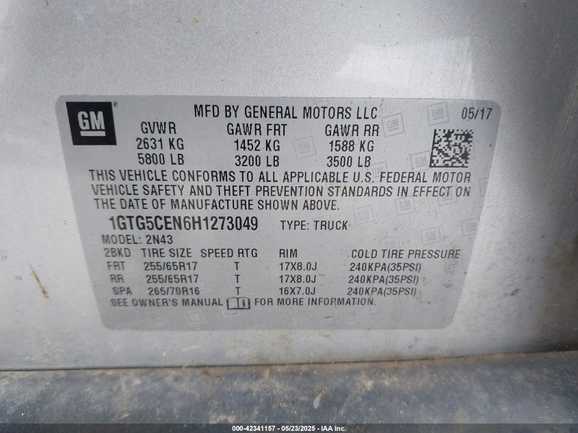 GM
MFD BY GENERAL MOTORS LLC 05/17
GVWR GAWR FRT GAWR RR
2631 KG 1452 KG 1588 KG
5800 LB 3200 LB 3500 LB
THIS VEHICLE CONFORMS TO ALL APPLICABLE U.S. FEDERAL MOTOR
VEHICLE SAFETY AND THEFT PREVENTION STANDARDS IN EFFECT ON
THE DATE OF MANUFACTURE SHOWN ABOVE.
1GTG5CEN6H1273049 TYPE: TRUCK
MODEL: 2N43
2BKD TIRE SIZE SPEED RTG RIM COLD TIRE PRESSURE
FRT 255/65R17 T 17X8.0J 240KPA(35PSI)
RR 255/65R17 T 17X8.0J 240KPA(35PSI)
SPA 265/70R16 T 16X7.0J 240KPA(35PSI)
SEE OWNER'S MANUAL FOR MORE INFORMATION.
000-42341157 - 05/23/2025 - IAA Inc.